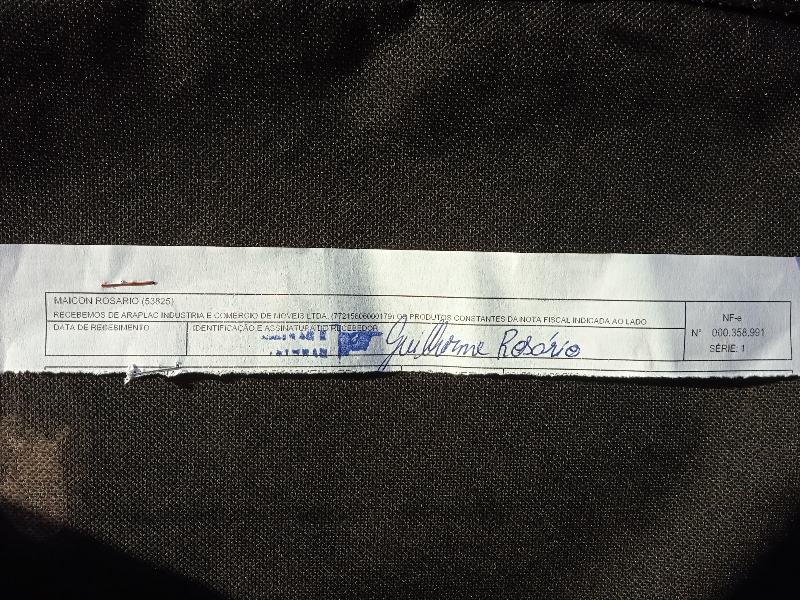 MAICON ROSARIO (53825)
RECEBEMOS DE ARAPLAC INDUSTRIA E COMERCIO DE MOVEIS LTDA. (77215606000179) OS PRODUTOS CONSTANTES DA NOTA FISCAL INDICADA AO LADO
DATA DE RECEBIMENTO
IDENTIFICAÇÃO E ASSINATURA DO RECEBEDOR
Guilherme Rosário
NF-e
N° 000.358.991
SÉRIE: 1